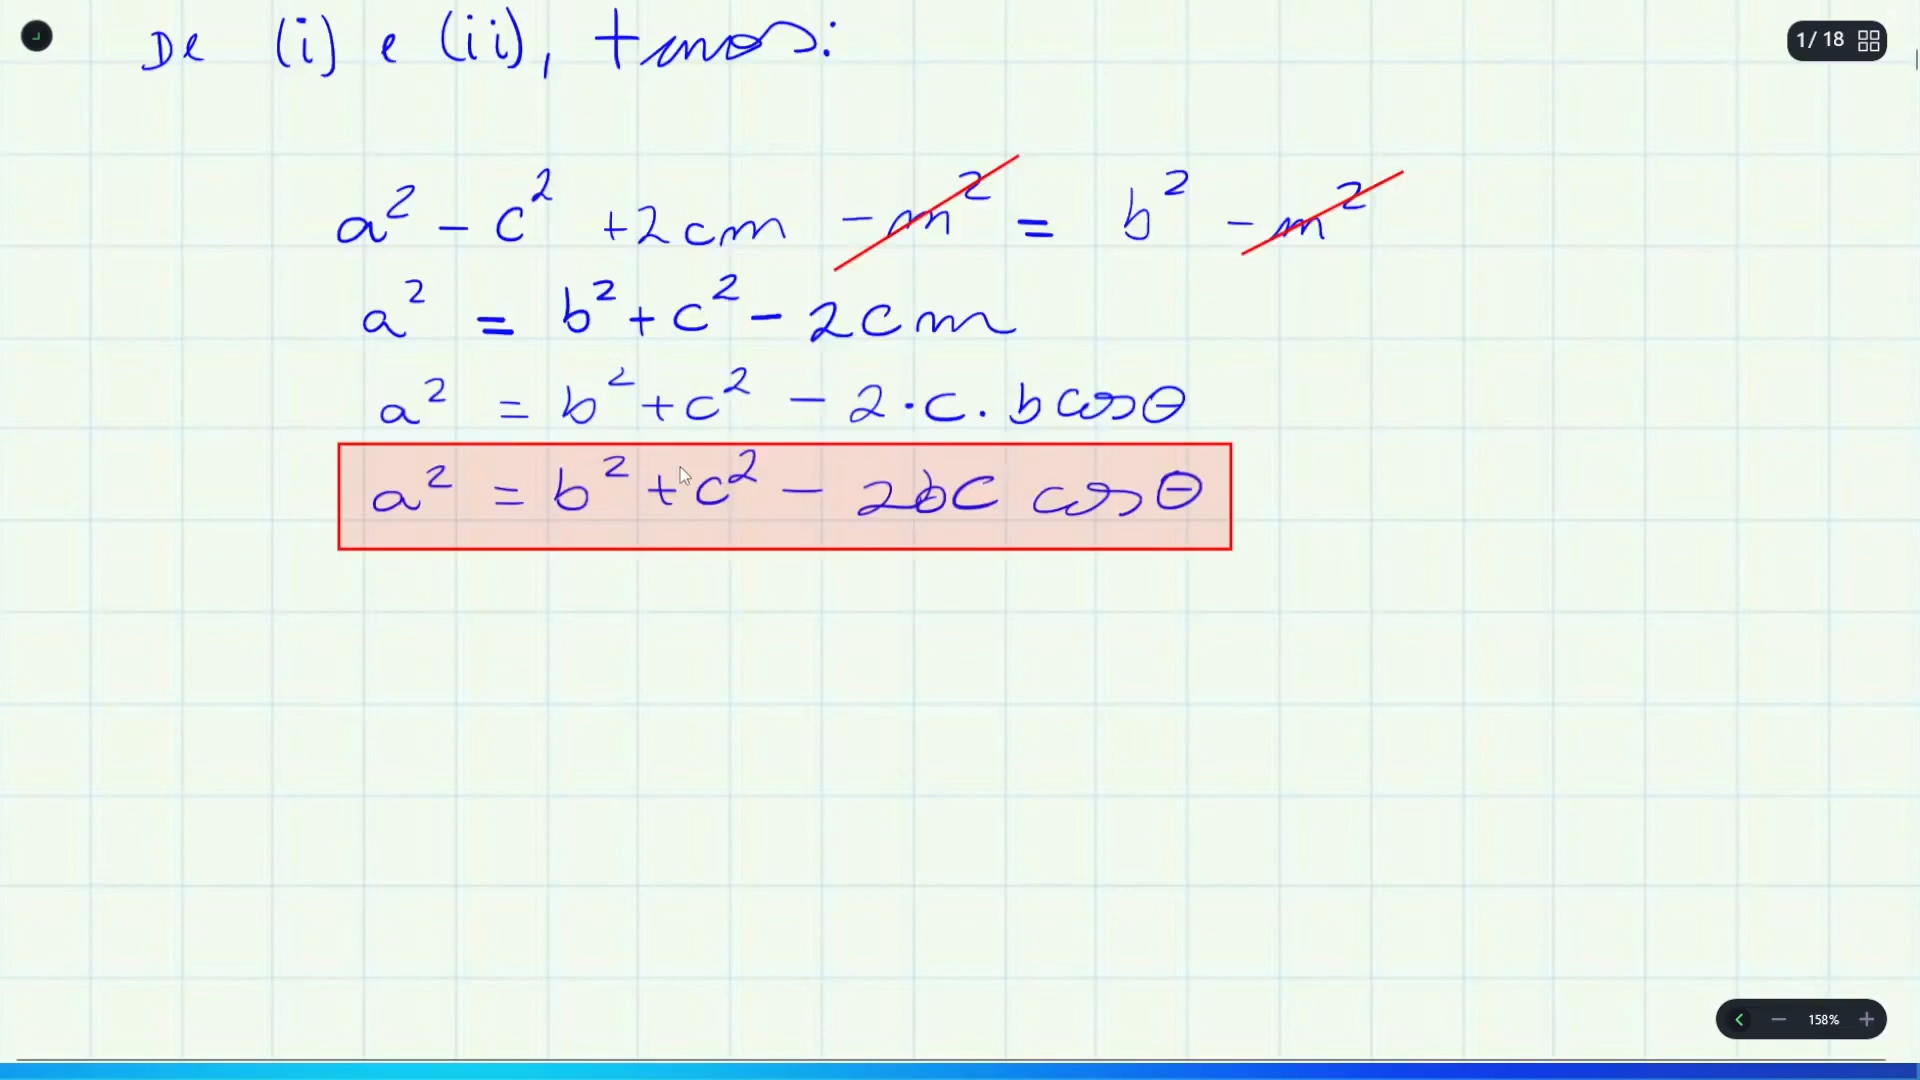 De (i) e (ii), temos:
1/ 18
a² - c² + 2cm - m² = b² - m²
a² = b² + c² - 2cm
a² = b² + c² - 2·c·b cosθ
a² = b² + c² - 2bc cosθ
158%